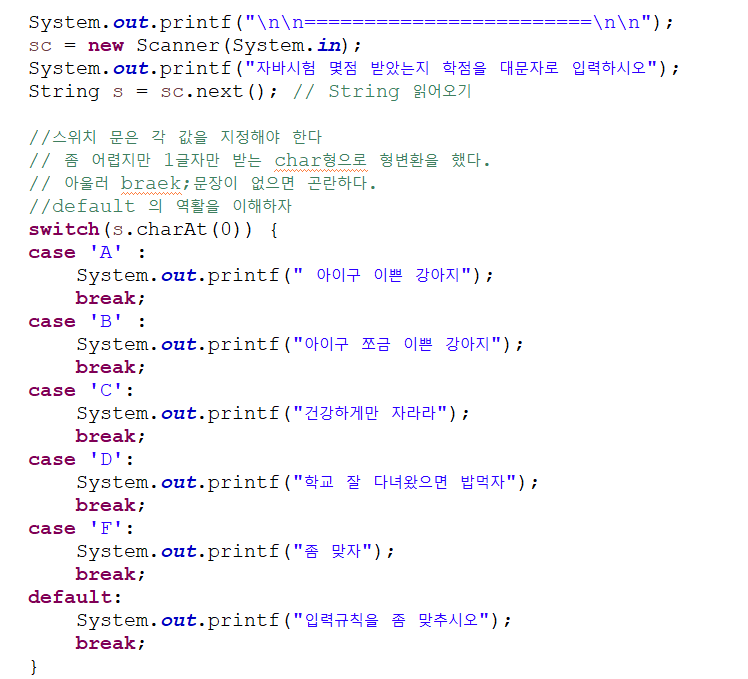 System.out.printf("\n\n========================\n\n");
sc = new Scanner(System.in);
System.out.printf("자바시험 몇점 받았는지 학점을 대문자로 입력하시오");
String s = sc.next(); // String 읽어오기
//스위치 문은 각 값을 지정해야 한다
// 좀 어렵지만 1글자만 받는 char형으로 형변환을 했다.
// 아울러 braek;문장이 없으면 곤란하다.
//default 의 역활을 이해하자
switch(s.charAt(0)) {
case 'A' :
System.out.printf(" 아이구 이쁜 강아지");
break;
case 'B' :
System.out.printf("아이구 쪼금 이쁜 강아지");
break;
case 'C':
System.out.printf("건강하게만 자라라");
break;
case 'D':
System.out.printf("학교 잘 다녀왔으면 밥먹자");
break;
case 'F':
System.out.printf("좀 맞자");
break;
default:
System.out.printf("입력규칙을 좀 맞추시오");
break;
}